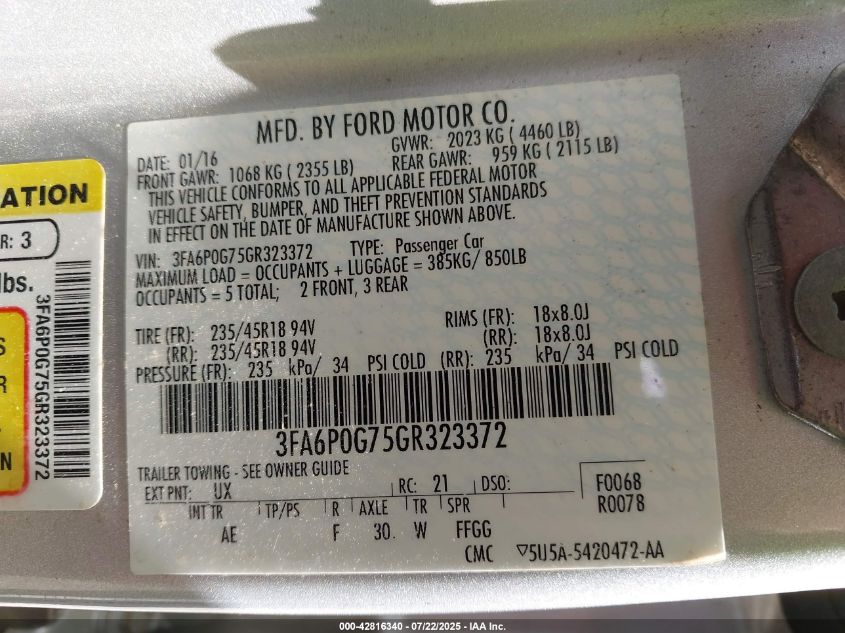 ATION
R: 3
lbs.
S
R
N
3FA6P0G75GR323372
MFD. BY FORD MOTOR CO.
DATE: 01/16 GVWR: 2023 KG ( 4460 LB)
FRONT GAWR: 1068 KG ( 2355 LB) REAR GAWR: 959 KG ( 2115 LB)
THIS VEHICLE CONFORMS TO ALL APPLICABLE FEDERAL MOTOR
VEHICLE SAFETY, BUMPER, AND THEFT PREVENTION STANDARDS
IN EFFECT ON THE DATE OF MANUFACTURE SHOWN ABOVE.
VIN: 3FA6P0G75GR323372 TYPE: Passenger Car
MAXIMUM LOAD = OCCUPANTS + LUGGAGE = 385KG/ 850LB
OCCUPANTS = 5 TOTAL; 2 FRONT, 3 REAR
TIRE (FR): 235/45R18 94V RIMS (FR): 18x8.0J
(RR): 235/45R18 94V (RR): 18x8.0J
PRESSURE (FR): 235 kPa/ 34 PSI COLD (RR): 235 kPa/ 34 PSI COLD
3FA6P0G75GR323372
TRAILER TOWING - SEE OWNER GUIDE
EXT PNT: UX RC: 21 DSO: F0068
INT TR TP/PS R AXLE TR SPR R0078
AE F 30. W FFGG
CMC ▽5U5A-5420472-AA
000-42816340 - 07/22/2025 - IAA Inc.